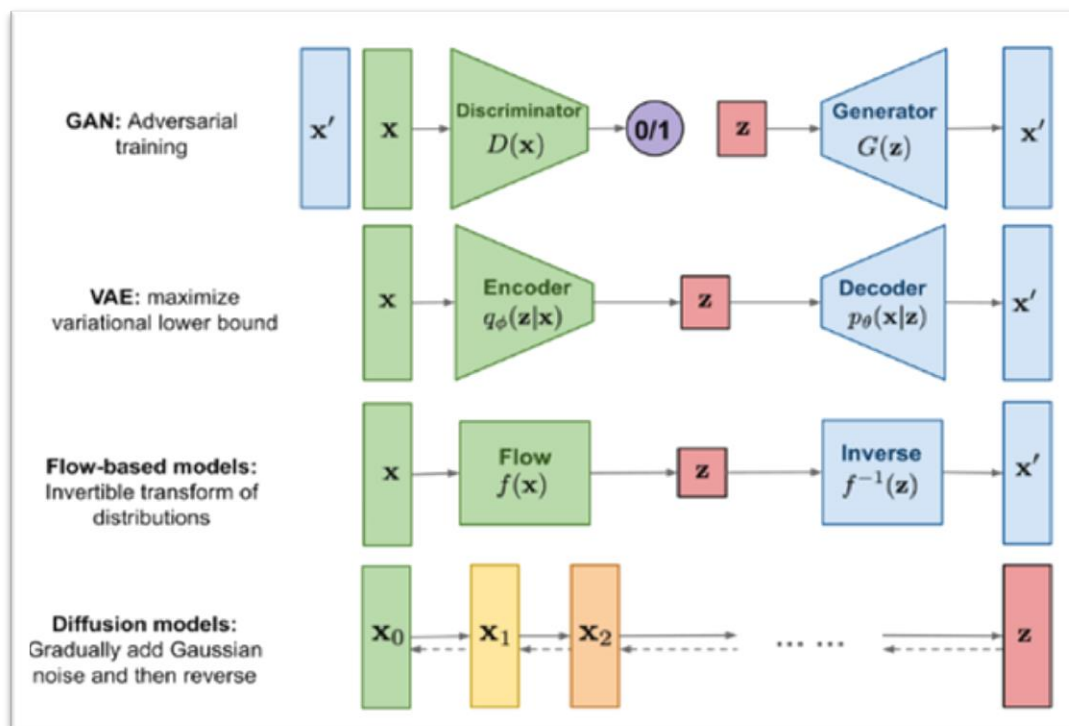 GAN: Adversarial
training
x′
x
Discriminator
D(x)
0/1
z
Generator
G(z)
x′
VAE: maximize
variational lower bound
x
Encoder
qϕ(z|x)
z
Decoder
pθ(x|z)
x′
Flow-based models:
Invertible transform of
distributions
x
Flow
f(x)
z
Inverse
f⁻¹(z)
x′
Diffusion models:
Gradually add Gaussian
noise and then reverse
x₀
x₁
x₂
... ...
z